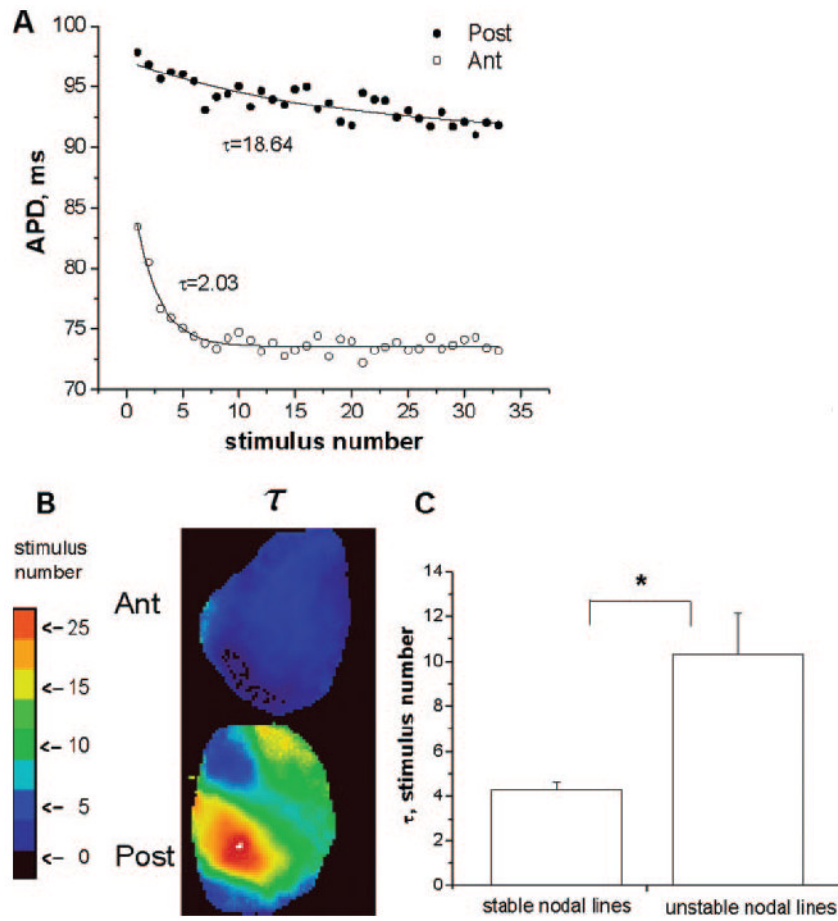 A
100
95
90
85
80
75
70
APD, ms
Post
Ant
τ=18.64
τ=2.03
0 5 10 15 20 25 30 35
stimulus number
B
τ
stimulus
number
<- 25
<- 15
<- 10
<- 5
<- 0
Ant
Post
C
14
12
10
8
6
4
2
0
τ, stimulus number
*
stable nodal lines
unstable nodal lines